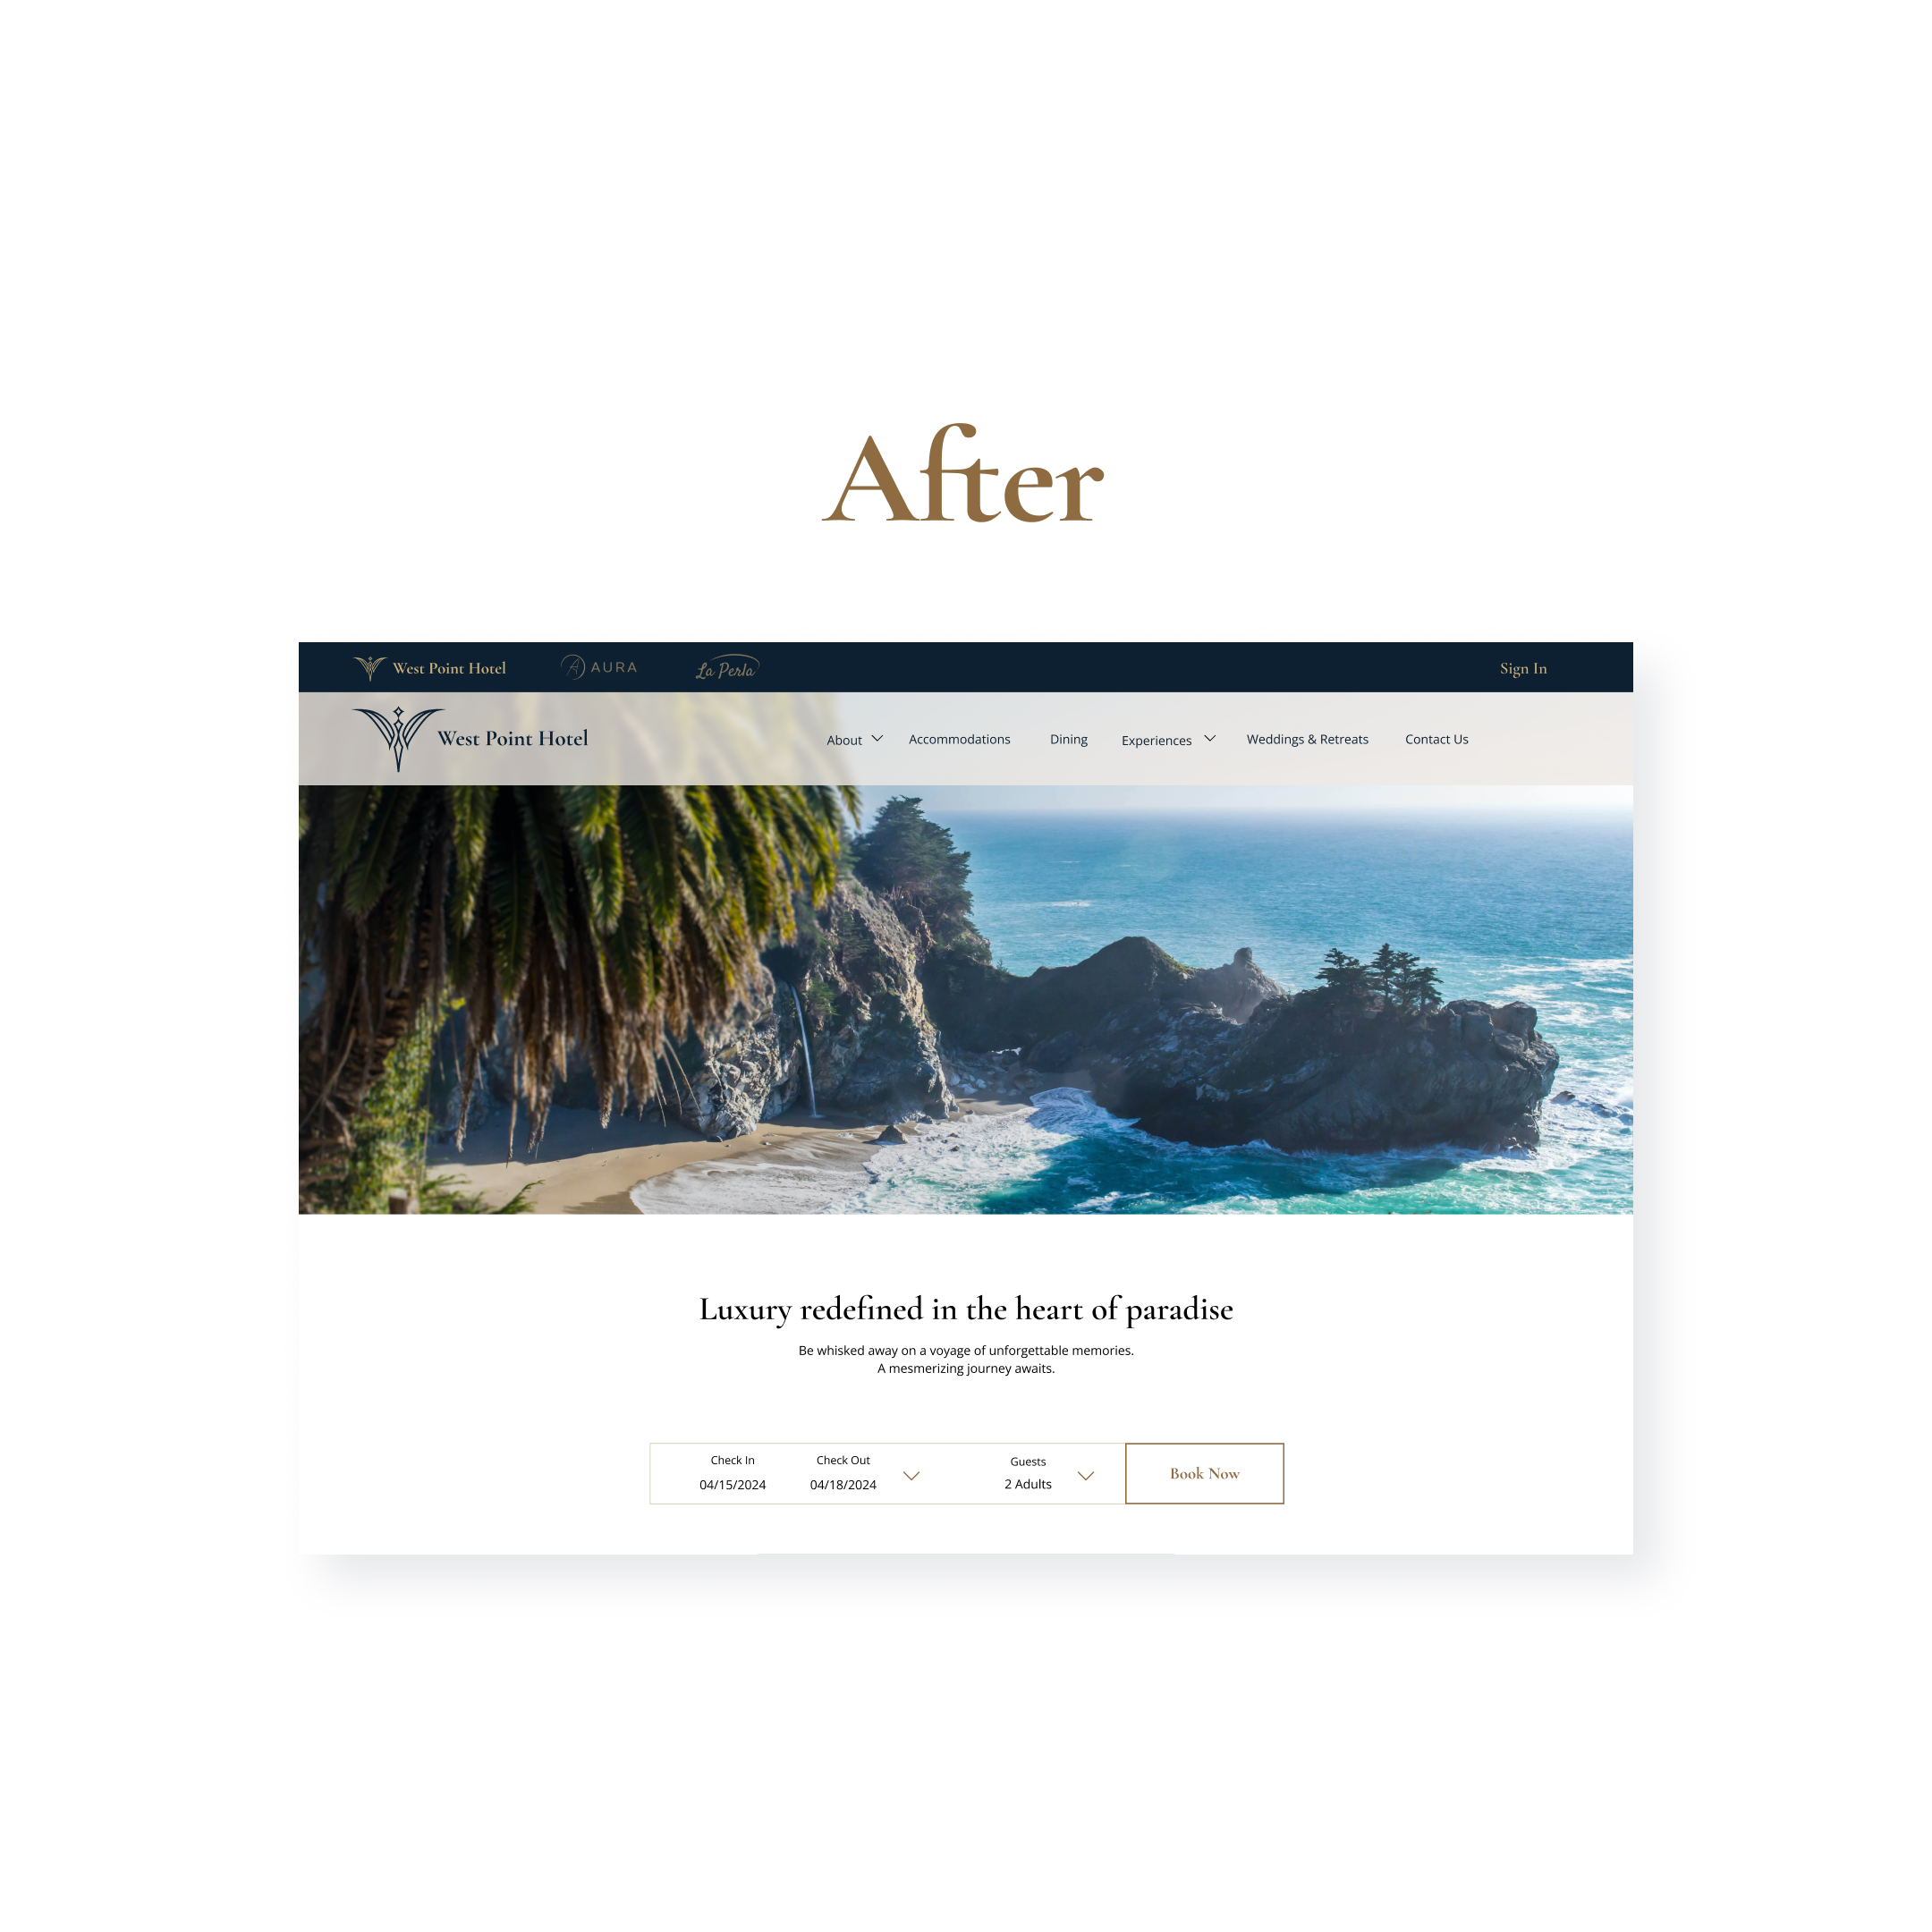 After
West Point Hotel AURA La Perla Sign In
West Point Hotel About Accommodations Dining Experiences Weddings & Retreats Contact Us
Luxury redefined in the heart of paradise
Be whisked away on a voyage of unforgettable memories.
A mesmerizing journey awaits.
Check In Check Out Guests
04/15/2024 04/18/2024 2 Adults
Book Now